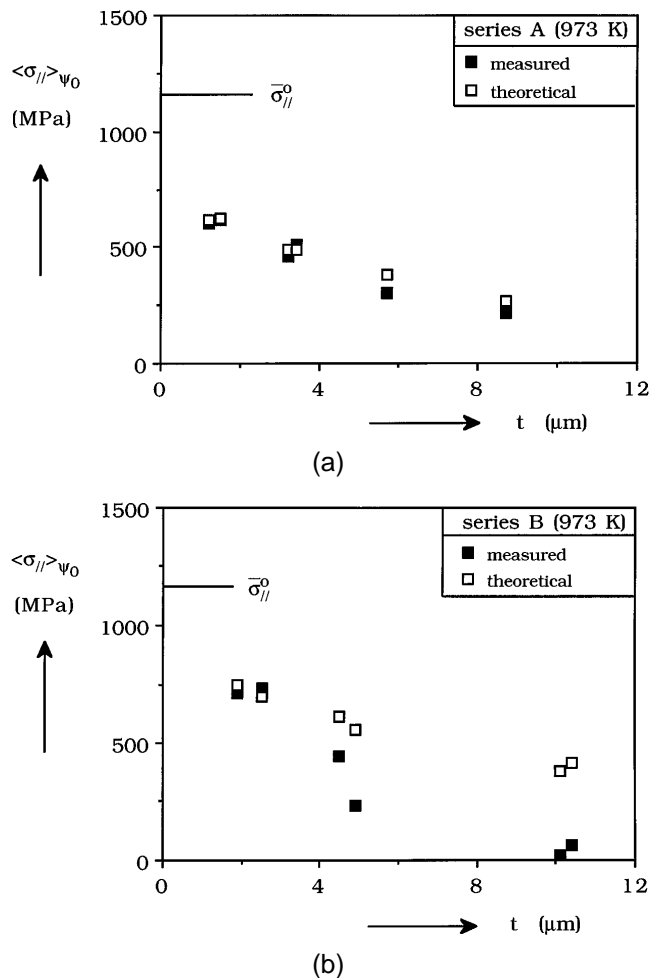 series A (973 K)
measured
theoretical
1500
1000
500
0
<σ//>ψ0
(MPa)
σ̅°//
0 4 8 12
t (μm)
(a)
series B (973 K)
measured
theoretical
1500
1000
500
0
<σ//>ψ0
(MPa)
σ̅°//
0 4 8 12
t (μm)
(b)